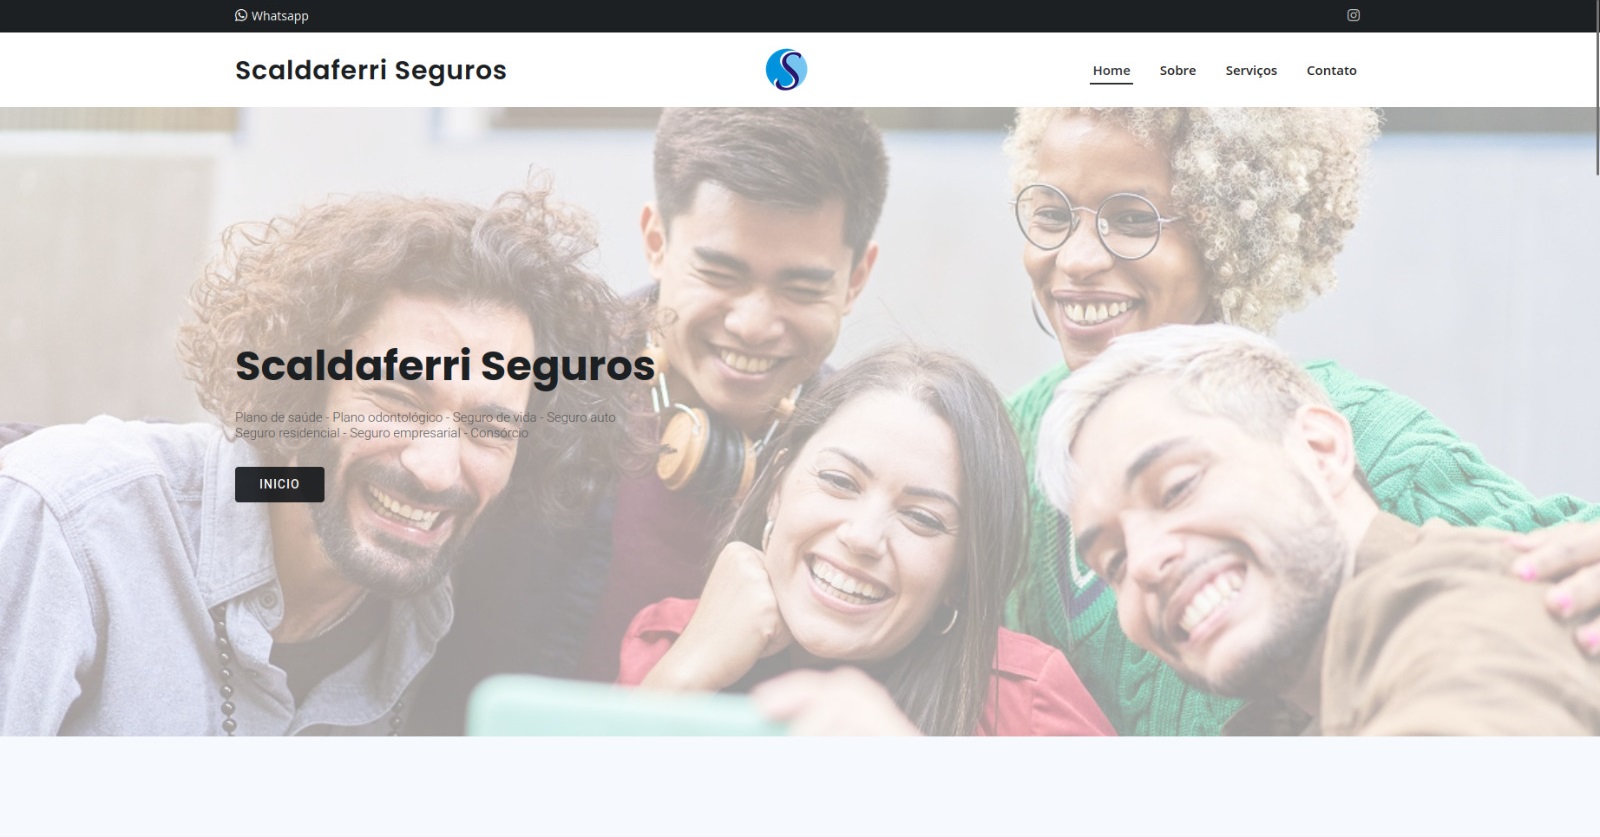 Whatsapp
Scaldaferri Seguros
S
Home Sobre Serviços Contato
Scaldaferri Seguros
Plano de saúde - Plano odontológico - Seguro de vida - Seguro auto
Seguro residencial - Seguro empresarial - Consórcio
INICIO